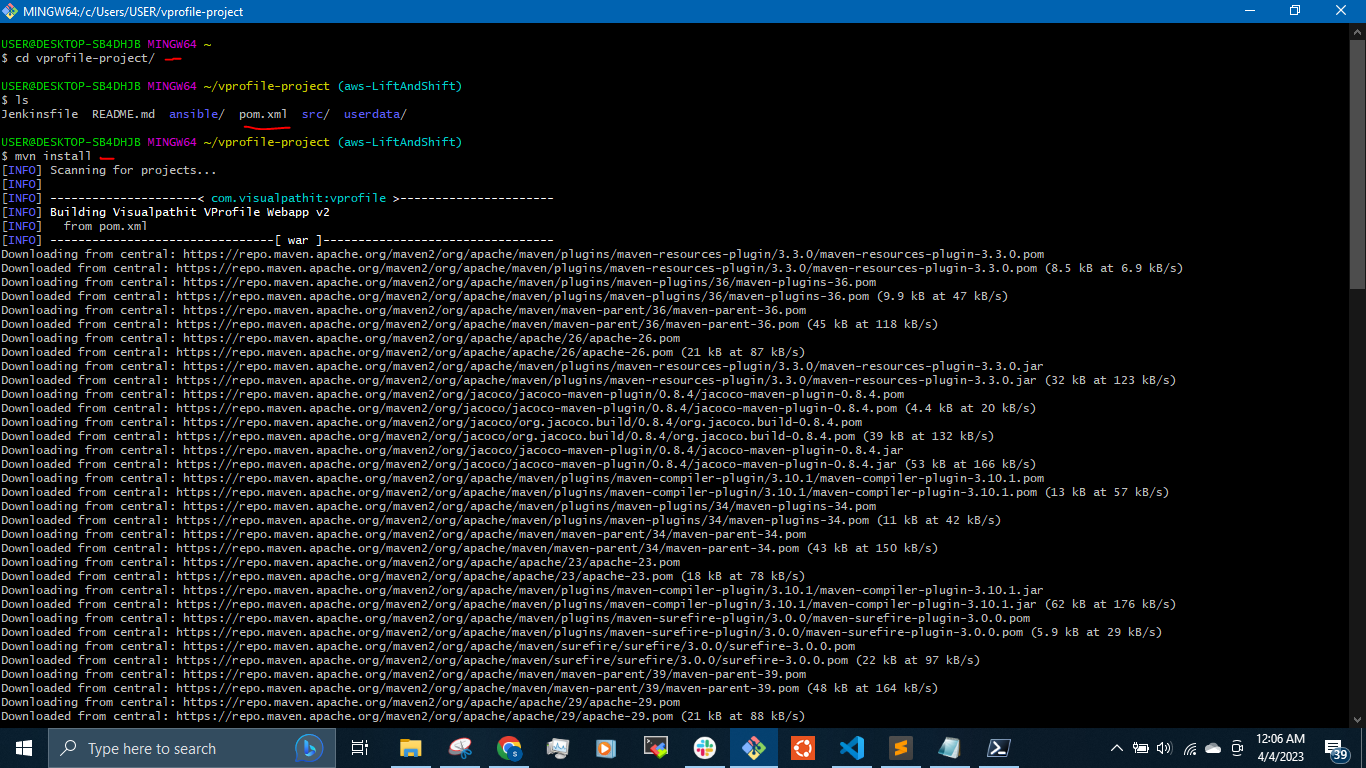 MINGW64:/c/Users/USER/vprofile-project
USER@DESKTOP-SB4DHJB MINGW64 ~
$ cd vprofile-project/
USER@DESKTOP-SB4DHJB MINGW64 ~/vprofile-project (aws-LiftAndShift)
$ ls
Jenkinsfile  README.md  ansible/  pom.xml  src/  userdata/
USER@DESKTOP-SB4DHJB MINGW64 ~/vprofile-project (aws-LiftAndShift)
$ mvn install
[INFO] Scanning for projects...
[INFO]
[INFO] ---------------------< com.visualpathit:vprofile >----------------------
[INFO] Building Visualpathit VProfile Webapp v2
[INFO]   from pom.xml
[INFO] --------------------------------[ war ]---------------------------------
Downloading from central: https://repo.maven.apache.org/maven2/org/apache/maven/plugins/maven-resources-plugin/3.3.0/maven-resources-plugin-3.3.0.pom
Downloaded from central: https://repo.maven.apache.org/maven2/org/apache/maven/plugins/maven-resources-plugin/3.3.0/maven-resources-plugin-3.3.0.pom (8.5 kB at 6.9 kB/s)
Downloading from central: https://repo.maven.apache.org/maven2/org/apache/maven/plugins/maven-plugins/36/maven-plugins-36.pom
Downloaded from central: https://repo.maven.apache.org/maven2/org/apache/maven/plugins/maven-plugins/36/maven-plugins-36.pom (9.9 kB at 47 kB/s)
Downloading from central: https://repo.maven.apache.org/maven2/org/apache/maven/maven-parent/36/maven-parent-36.pom
Downloaded from central: https://repo.maven.apache.org/maven2/org/apache/maven/maven-parent/36/maven-parent-36.pom (45 kB at 118 kB/s)
Downloading from central: https://repo.maven.apache.org/maven2/org/apache/apache/26/apache-26.pom
Downloaded from central: https://repo.maven.apache.org/maven2/org/apache/apache/26/apache-26.pom (21 kB at 87 kB/s)
Downloading from central: https://repo.maven.apache.org/maven2/org/apache/maven/plugins/maven-resources-plugin/3.3.0/maven-resources-plugin-3.3.0.jar
Downloaded from central: https://repo.maven.apache.org/maven2/org/apache/maven/plugins/maven-resources-plugin/3.3.0/maven-resources-plugin-3.3.0.jar (32 kB at 123 kB/s)
Downloading from central: https://repo.maven.apache.org/maven2/org/jacoco/jacoco-maven-plugin/0.8.4/jacoco-maven-plugin-0.8.4.pom
Downloaded from central: https://repo.maven.apache.org/maven2/org/jacoco/jacoco-maven-plugin/0.8.4/jacoco-maven-plugin-0.8.4.pom (4.4 kB at 20 kB/s)
Downloading from central: https://repo.maven.apache.org/maven2/org/jacoco/org.jacoco.build/0.8.4/org.jacoco.build-0.8.4.pom
Downloaded from central: https://repo.maven.apache.org/maven2/org/jacoco/org.jacoco.build/0.8.4/org.jacoco.build-0.8.4.pom (39 kB at 132 kB/s)
Downloading from central: https://repo.maven.apache.org/maven2/org/jacoco/jacoco-maven-plugin/0.8.4/jacoco-maven-plugin-0.8.4.jar
Downloaded from central: https://repo.maven.apache.org/maven2/org/jacoco/jacoco-maven-plugin/0.8.4/jacoco-maven-plugin-0.8.4.jar (53 kB at 166 kB/s)
Downloading from central: https://repo.maven.apache.org/maven2/org/apache/maven/plugins/maven-compiler-plugin/3.10.1/maven-compiler-plugin-3.10.1.pom
Downloaded from central: https://repo.maven.apache.org/maven2/org/apache/maven/plugins/maven-compiler-plugin/3.10.1/maven-compiler-plugin-3.10.1.pom (13 kB at 57 kB/s)
Downloading from central: https://repo.maven.apache.org/maven2/org/apache/maven/plugins/maven-plugins/34/maven-plugins-34.pom
Downloaded from central: https://repo.maven.apache.org/maven2/org/apache/maven/plugins/maven-plugins/34/maven-plugins-34.pom (11 kB at 42 kB/s)
Downloading from central: https://repo.maven.apache.org/maven2/org/apache/maven/maven-parent/34/maven-parent-34.pom
Downloaded from central: https://repo.maven.apache.org/maven2/org/apache/maven/maven-parent/34/maven-parent-34.pom (43 kB at 150 kB/s)
Downloading from central: https://repo.maven.apache.org/maven2/org/apache/apache/23/apache-23.pom
Downloaded from central: https://repo.maven.apache.org/maven2/org/apache/apache/23/apache-23.pom (18 kB at 78 kB/s)
Downloading from central: https://repo.maven.apache.org/maven2/org/apache/maven/plugins/maven-compiler-plugin/3.10.1/maven-compiler-plugin-3.10.1.jar
Downloaded from central: https://repo.maven.apache.org/maven2/org/apache/maven/plugins/maven-compiler-plugin/3.10.1/maven-compiler-plugin-3.10.1.jar (62 kB at 176 kB/s)
Downloading from central: https://repo.maven.apache.org/maven2/org/apache/maven/plugins/maven-surefire-plugin/3.0.0/maven-surefire-plugin-3.0.0.pom
Downloaded from central: https://repo.maven.apache.org/maven2/org/apache/maven/plugins/maven-surefire-plugin/3.0.0/maven-surefire-plugin-3.0.0.pom (5.9 kB at 29 kB/s)
Downloading from central: https://repo.maven.apache.org/maven2/org/apache/maven/surefire/surefire/3.0.0/surefire-3.0.0.pom
Downloaded from central: https://repo.maven.apache.org/maven2/org/apache/maven/surefire/surefire/3.0.0/surefire-3.0.0.pom (22 kB at 97 kB/s)
Downloading from central: https://repo.maven.apache.org/maven2/org/apache/maven/maven-parent/39/maven-parent-39.pom
Downloaded from central: https://repo.maven.apache.org/maven2/org/apache/maven/maven-parent/39/maven-parent-39.pom (48 kB at 164 kB/s)
Downloading from central: https://repo.maven.apache.org/maven2/org/apache/apache/29/apache-29.pom
Downloaded from central: https://repo.maven.apache.org/maven2/org/apache/apache/29/apache-29.pom (21 kB at 88 kB/s)
Type here to search
12:06 AM
4/4/2023
39